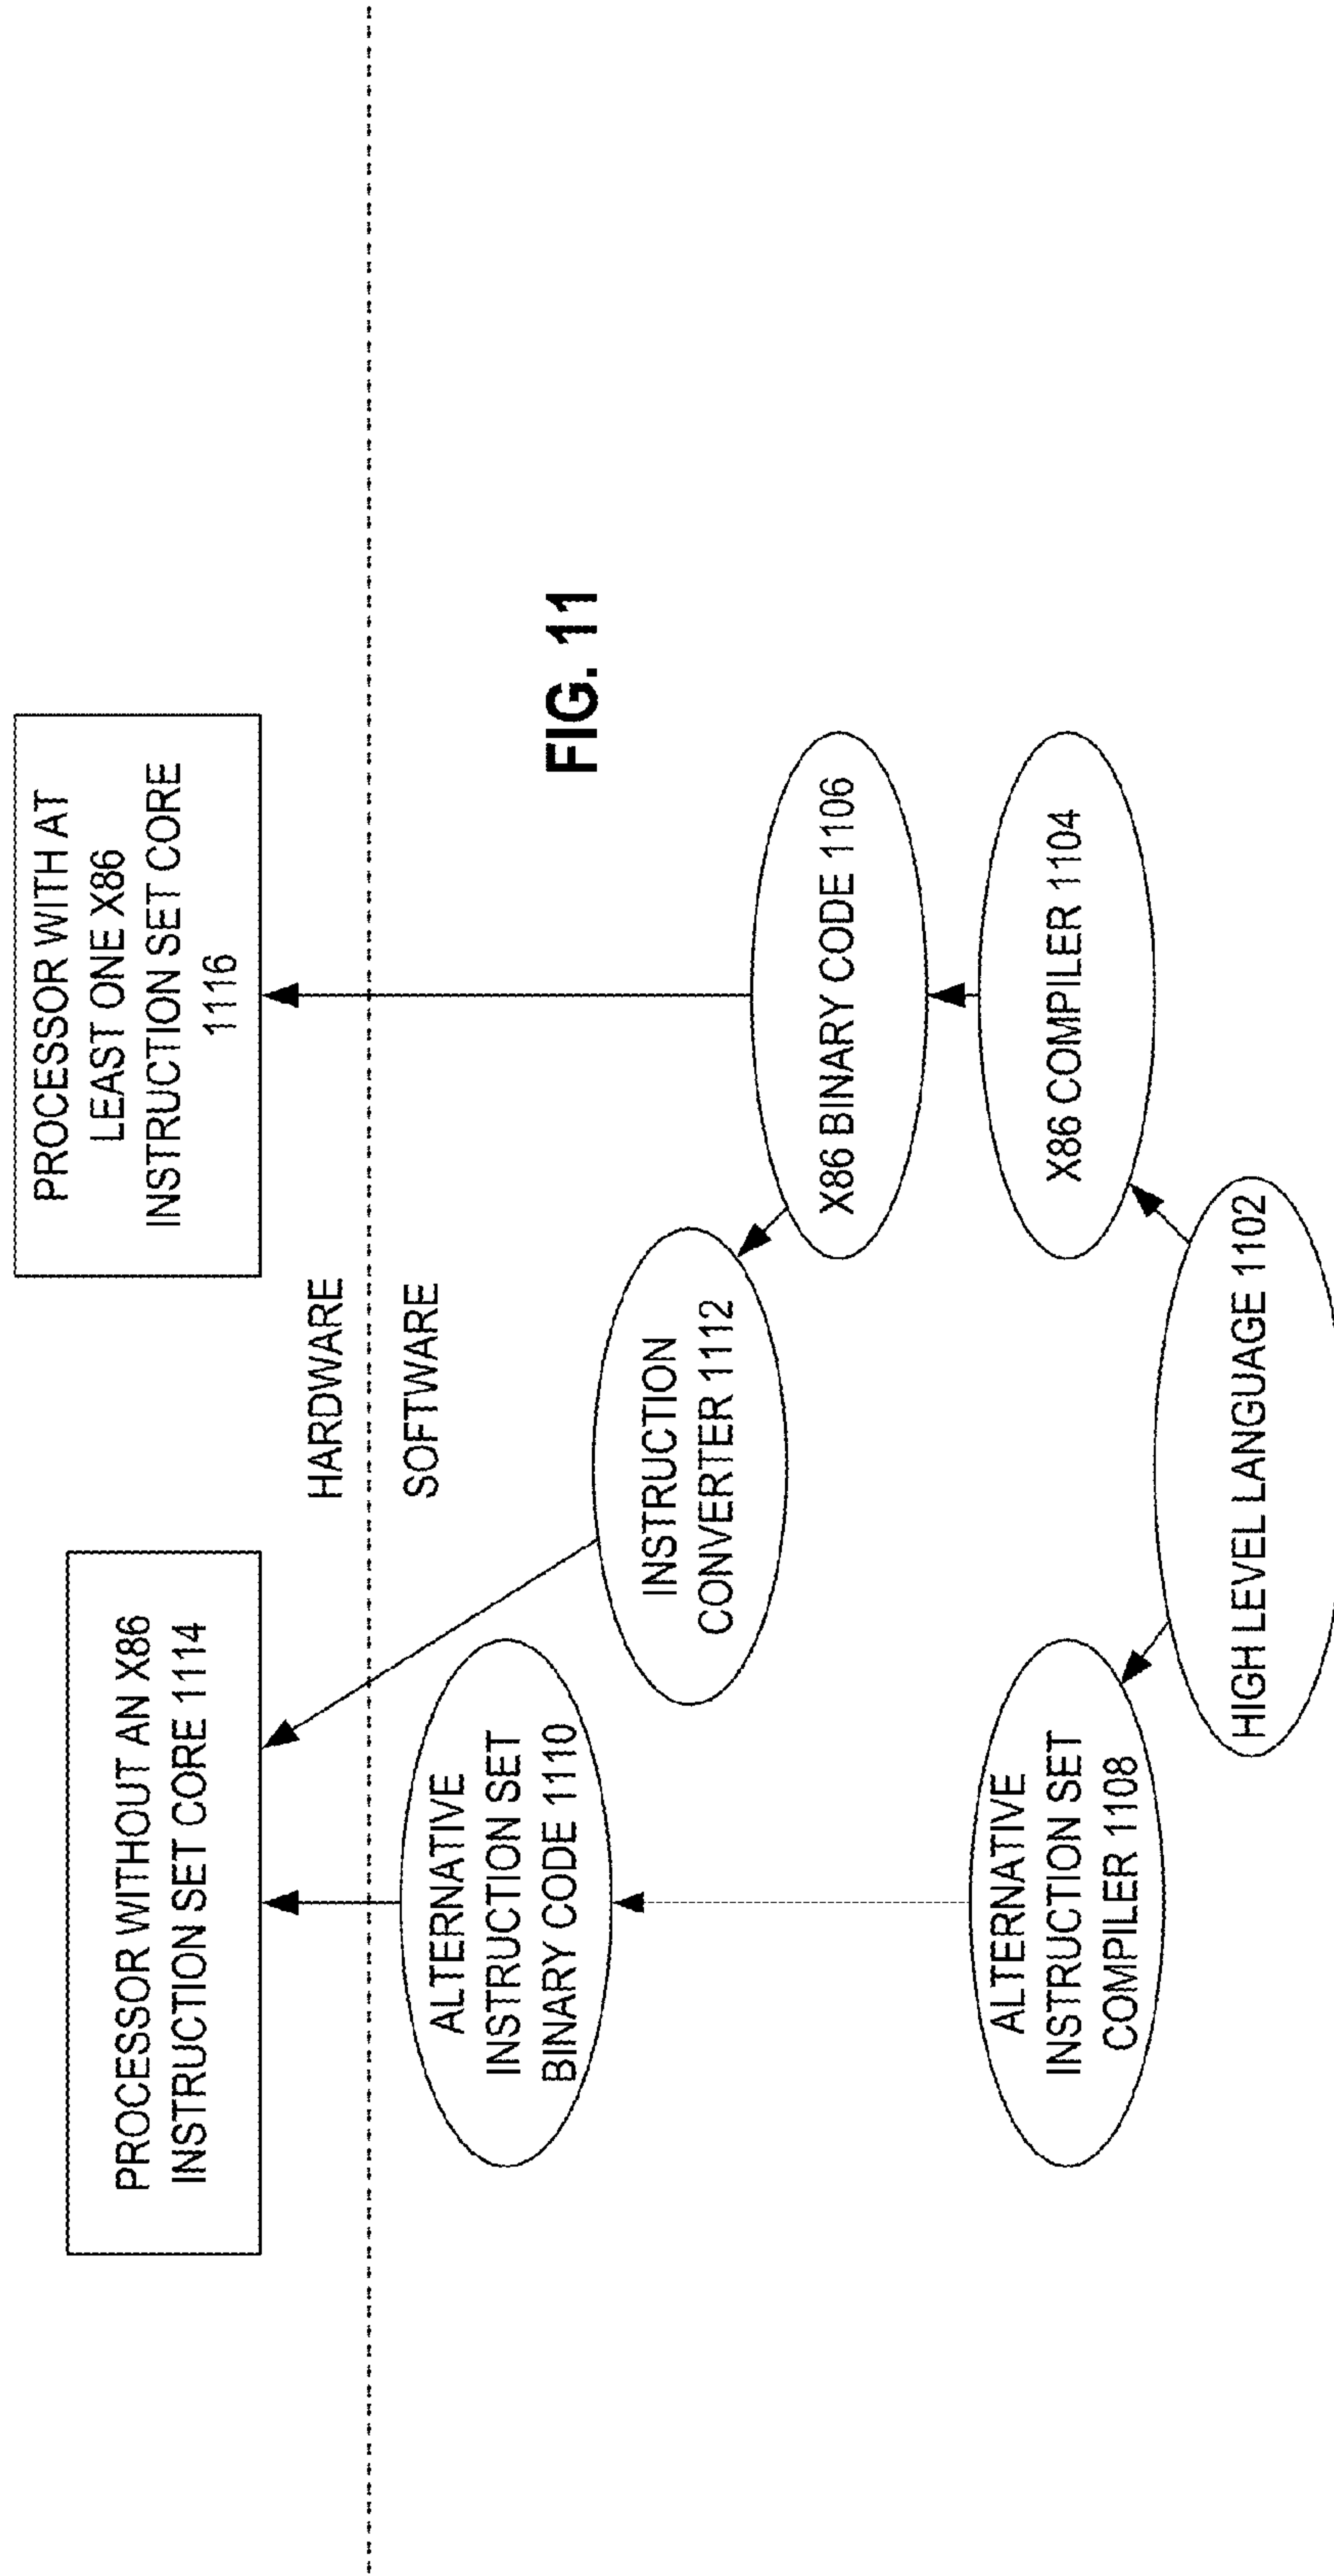 PROCESSOR WITHOUT AN X86
INSTRUCTION SET CORE 1114
PROCESSOR WITH AT
LEAST ONE X86
INSTRUCTION SET CORE
1116
HARDWARE
SOFTWARE
ALTERNATIVE
INSTRUCTION SET
BINARY CODE 1110
INSTRUCTION
CONVERTER 1112
FIG. 11
X86 BINARY CODE 1106
ALTERNATIVE
INSTRUCTION SET
COMPILER 1108
X86 COMPILER 1104
HIGH LEVEL LANGUAGE 1102